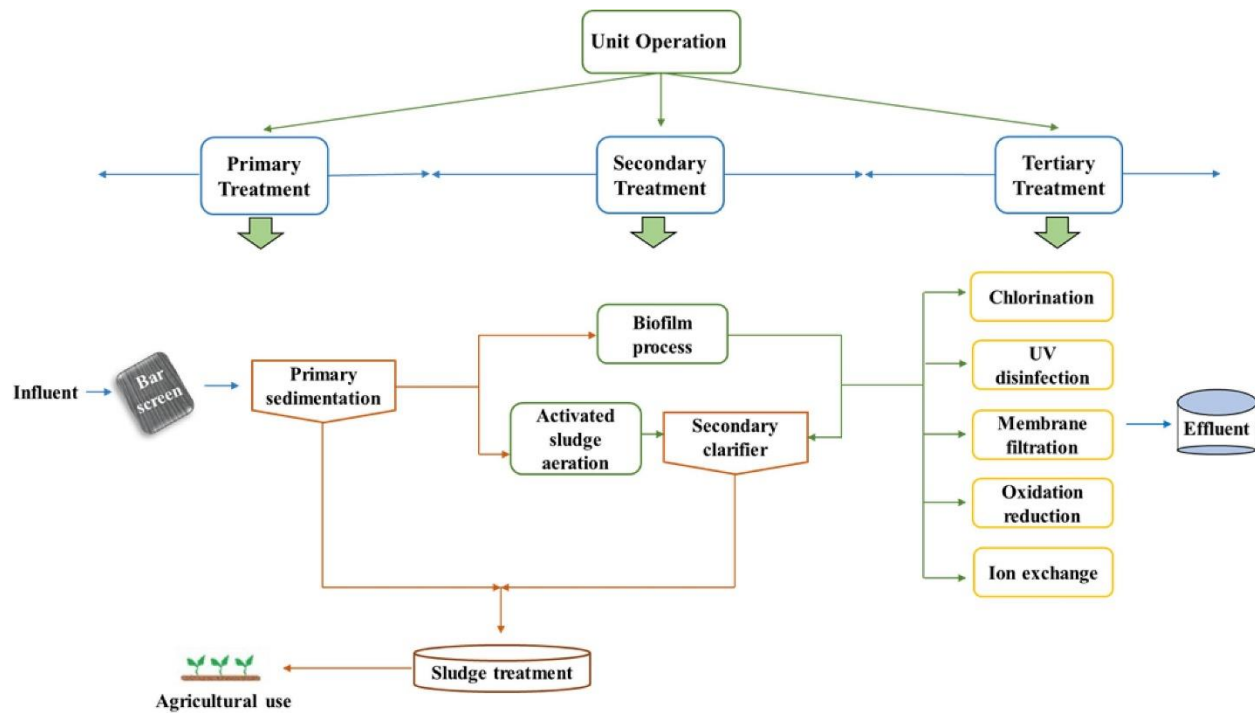 Unit Operation
Primary
Treatment
Secondary
Treatment
Tertiary
Treatment
Influent
Bar
screen
Primary
sedimentation
Biofilm
process
Activated
sludge
aeration
Secondary
clarifier
Chlorination
UV
disinfection
Membrane
filtration
Oxidation
reduction
Ion exchange
Effluent
Sludge treatment
Agricultural use